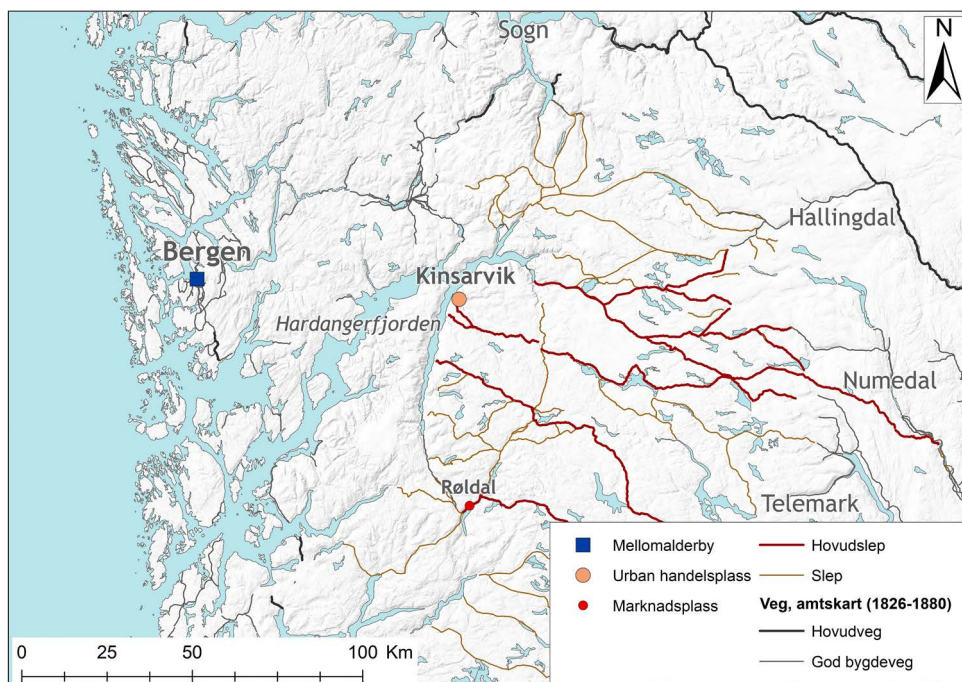 Sogn
N
Hallingdal
Bergen
Kinsarvik
Hardangerfjorden
Numedal
Røldal
Telemark
Mellomalderby
Urban handelsplass
Marknadsplass
Hovudslep
Slep
Veg, amtskart (1826-1880)
Hovudveg
God bygdeveg
0 25 50 100 Km